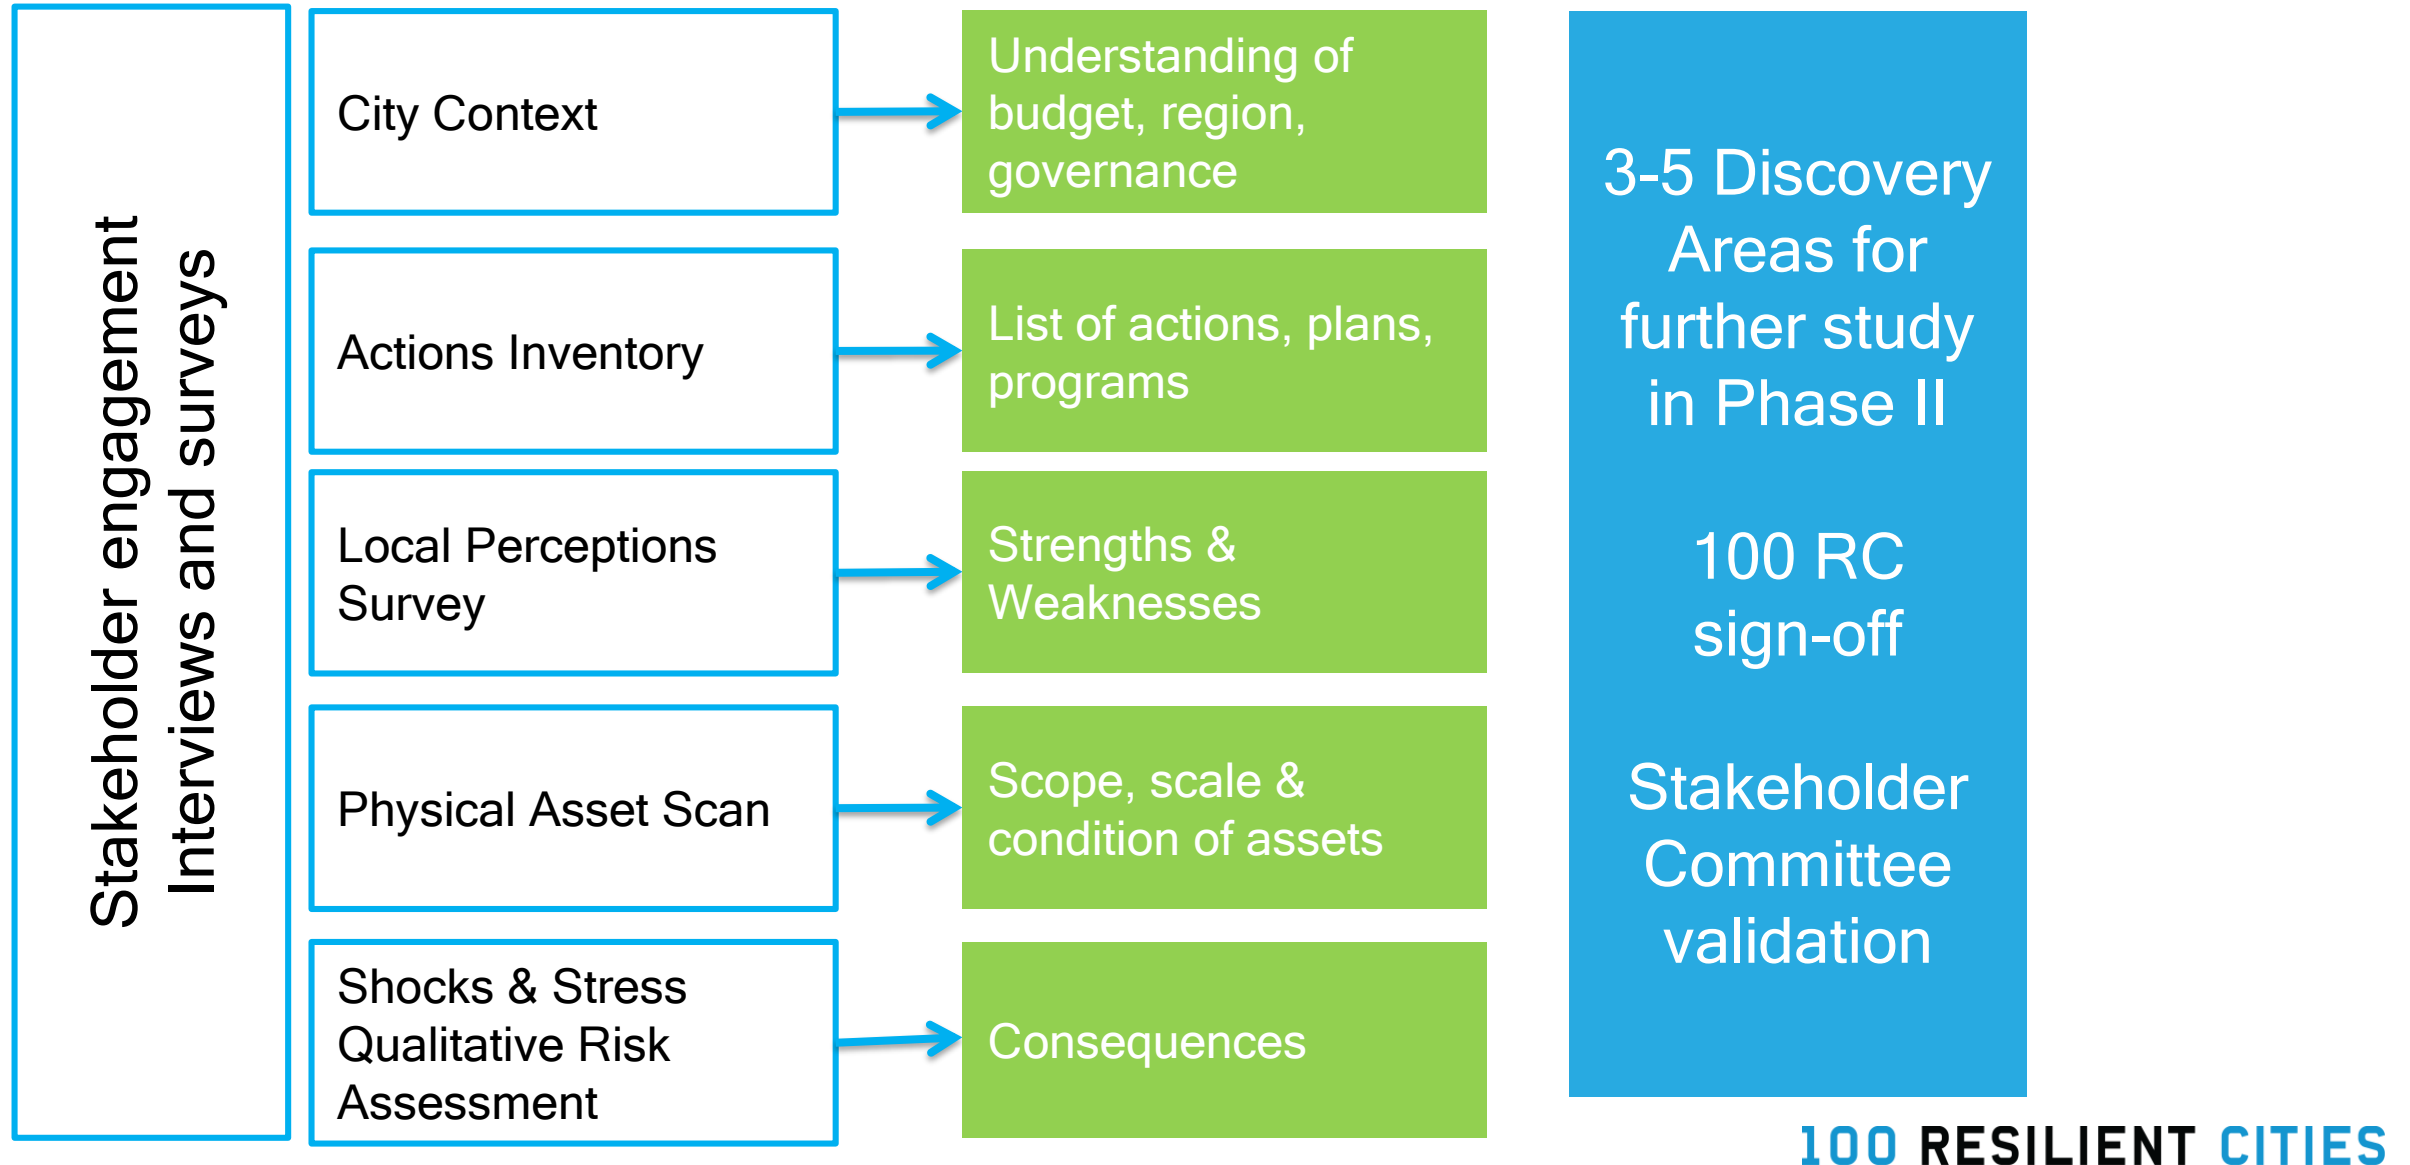 Stakeholder engagement
Interviews and surveys
City Context
Understanding of
budget, region,
governance
Actions Inventory
List of actions, plans,
programs
Local Perceptions
Survey
Strengths &
Weaknesses
Physical Asset Scan
Scope, scale &
condition of assets
Shocks & Stress
Qualitative Risk
Assessment
Consequences
3-5 Discovery
Areas for
further study
in Phase II
100 RC
sign-off
Stakeholder
Committee
validation
100 RESILIENT CITIES